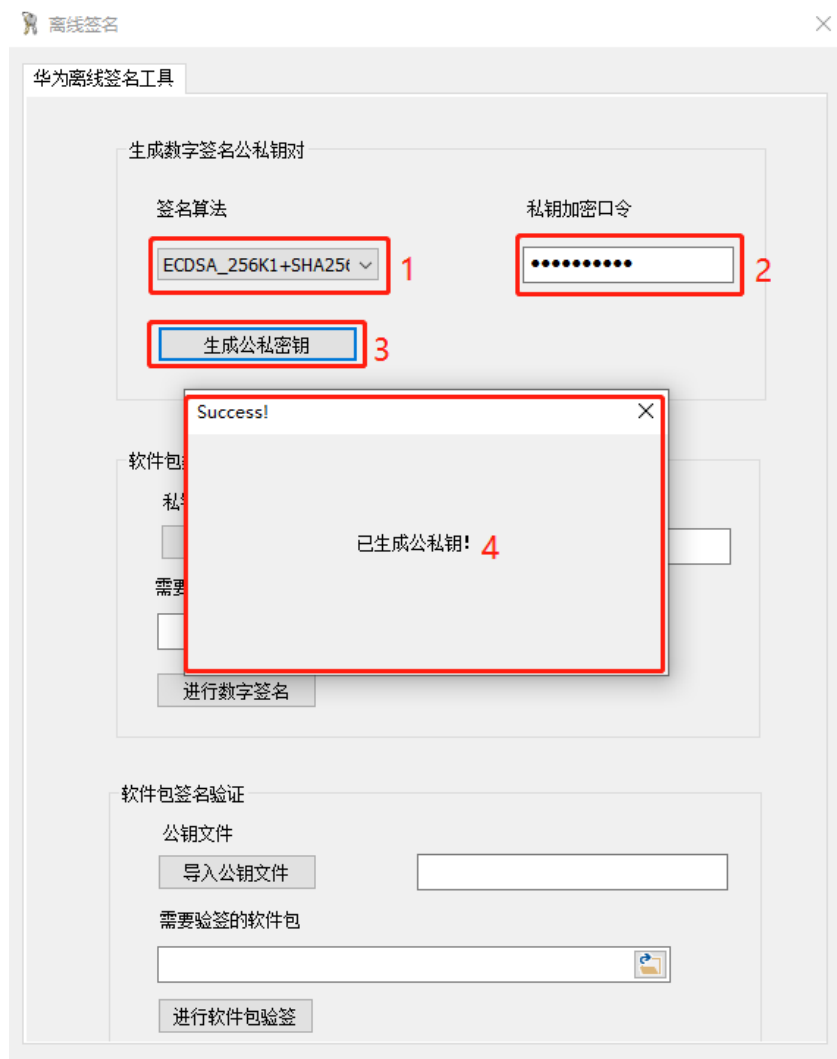 离线签名
华为离线签名工具
生成数字签名公私钥对
签名算法 私钥加密口令
ECDSA_256K1+SHA256 1 •••••••••• 2
生成公私密钥 3
Success!
软件包
私
已生成公私钥! 4
需要
进行数字签名
软件包签名验证
公钥文件
导入公钥文件
需要验签的软件包
进行软件包验签